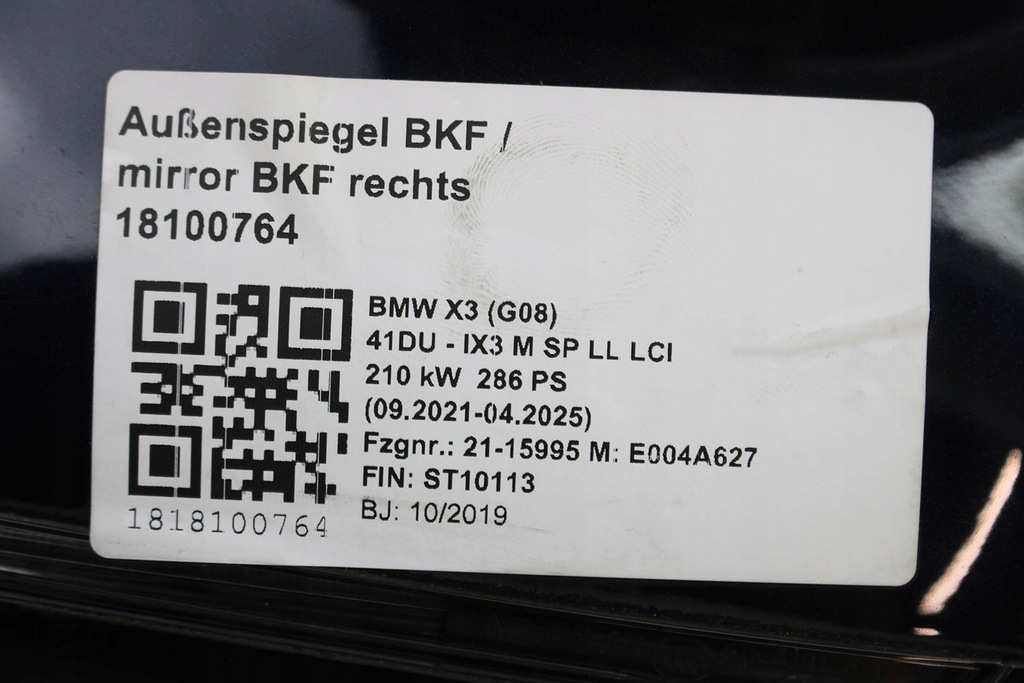 Außenspiegel BKF /
mirror BKF rechts
18100764
BMW X3 (G08)
41DU - IX3 M SP LL LCI
210 kW 286 PS
(09.2021-04.2025)
Fzgnr.: 21-15995 M: E004A627
FIN: ST10113
BJ: 10/2019
1818100764